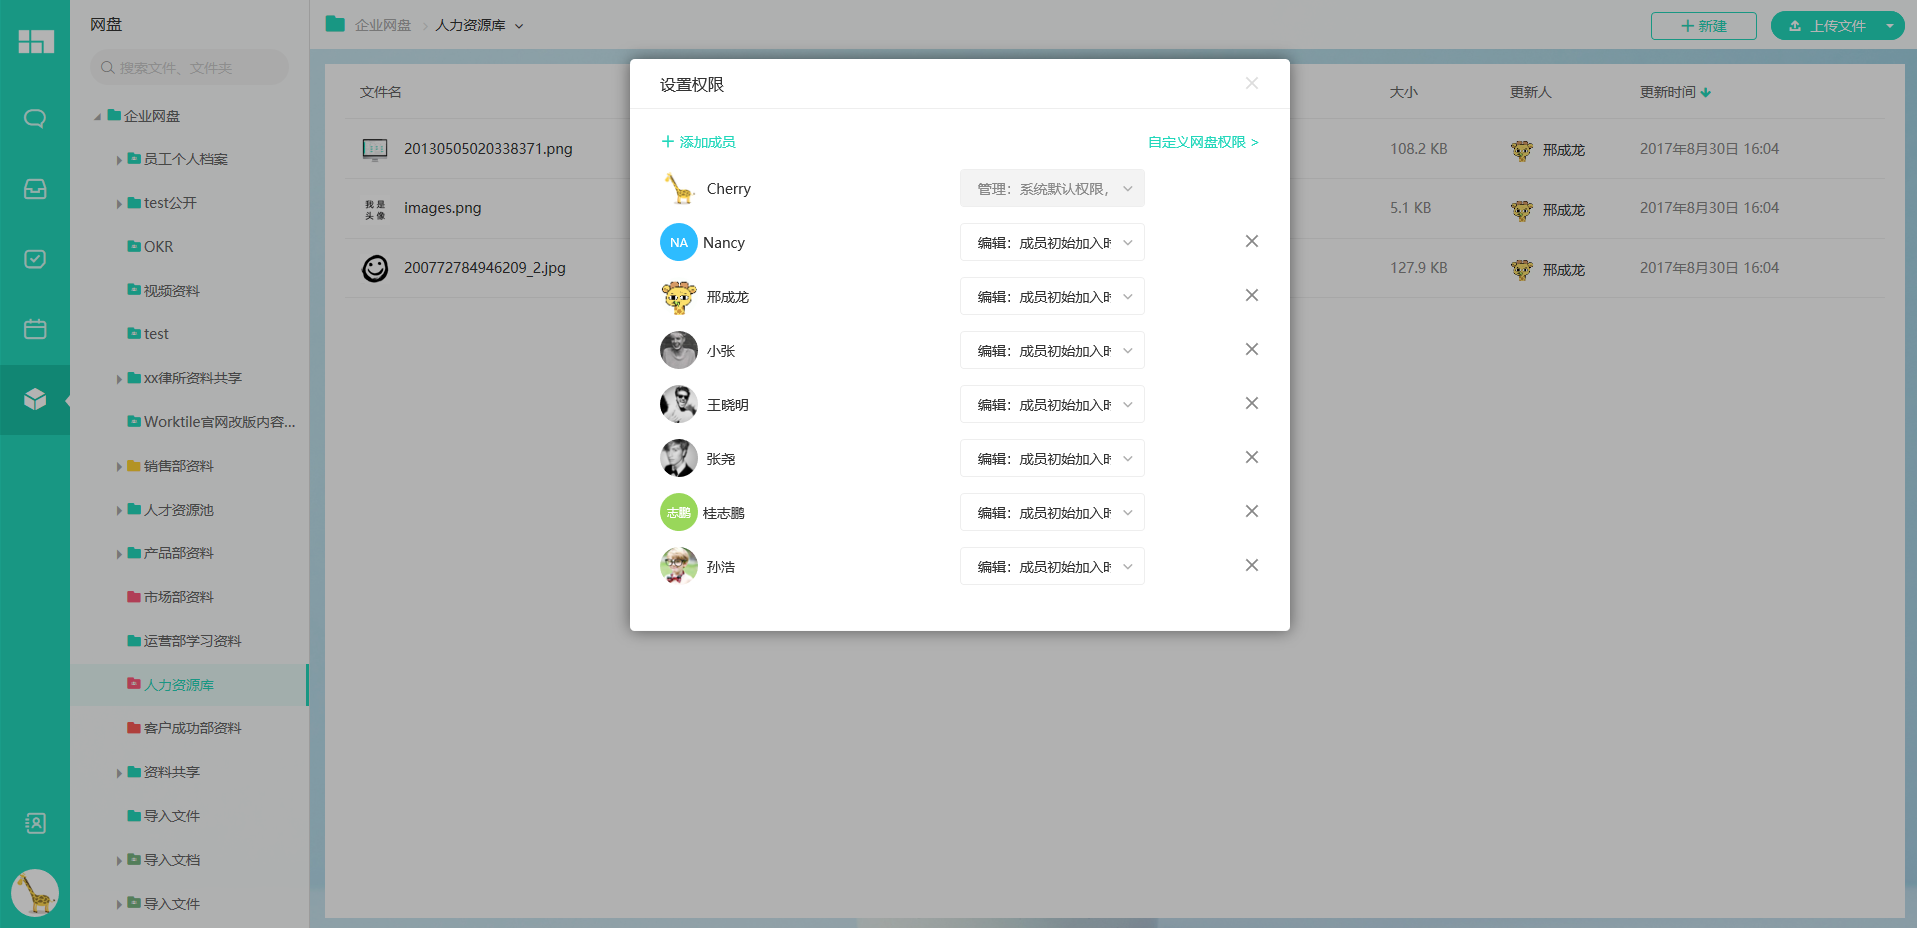 网盘
搜索文件、文件夹
企业网盘
员工个人档案
test公开
OKR
视频资料
test
xx律所资料共享
Worktile官网改版内容...
销售部资料
人才资源池
产品部资料
市场部资料
运营部学习资料
人力资源库
客户成功部资料
资料共享
导入文件
导入文档
导入文件
企业网盘 人力资源库
新建
上传文件
文件名 大小 更新人 更新时间
20130505020338371.png 108.2 KB 邢成龙 2017年8月30日 16:04
我是
头像
images.png 5.1 KB 邢成龙 2017年8月30日 16:04
200772784946209_2.jpg 127.9 KB 邢成龙 2017年8月30日 16:04
设置权限
添加成员 自定义网盘权限 >
Cherry 管理：系统默认权限，
NA Nancy 编辑：成员初始加入
邢成龙 编辑：成员初始加入
小张 编辑：成员初始加入
王晓明 编辑：成员初始加入
张尧 编辑：成员初始加入
志鹏 桂志鹏 编辑：成员初始加入
孙浩 编辑：成员初始加入